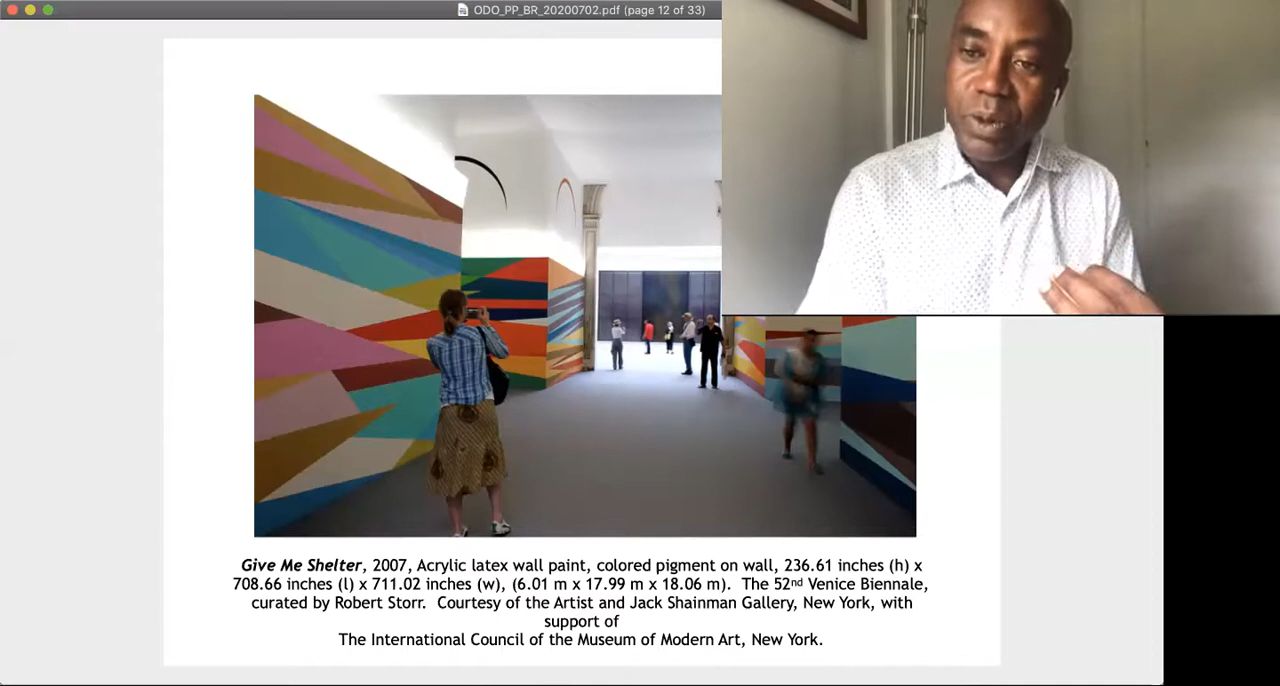 ODO_PP_BR_20200702.pdf (page 12 of 33)
Give Me Shelter, 2007, Acrylic latex wall paint, colored pigment on wall, 236.61 inches (h) x
708.66 inches (l) x 711.02 inches (w), (6.01 m x 17.99 m x 18.06 m). The 52nd Venice Biennale,
curated by Robert Storr. Courtesy of the Artist and Jack Shainman Gallery, New York, with
support of
The International Council of the Museum of Modern Art, New York.